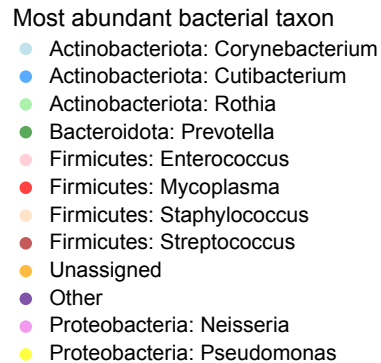 Most abundant bacterial taxon
Actinobacteriota: Corynebacterium
Actinobacteriota: Cutibacterium
Actinobacteriota: Rothia
Bacteroidota: Prevotella
Firmicutes: Enterococcus
Firmicutes: Mycoplasma
Firmicutes: Staphylococcus
Firmicutes: Streptococcus
Unassigned
Other
Proteobacteria: Neisseria
Proteobacteria: Pseudomonas